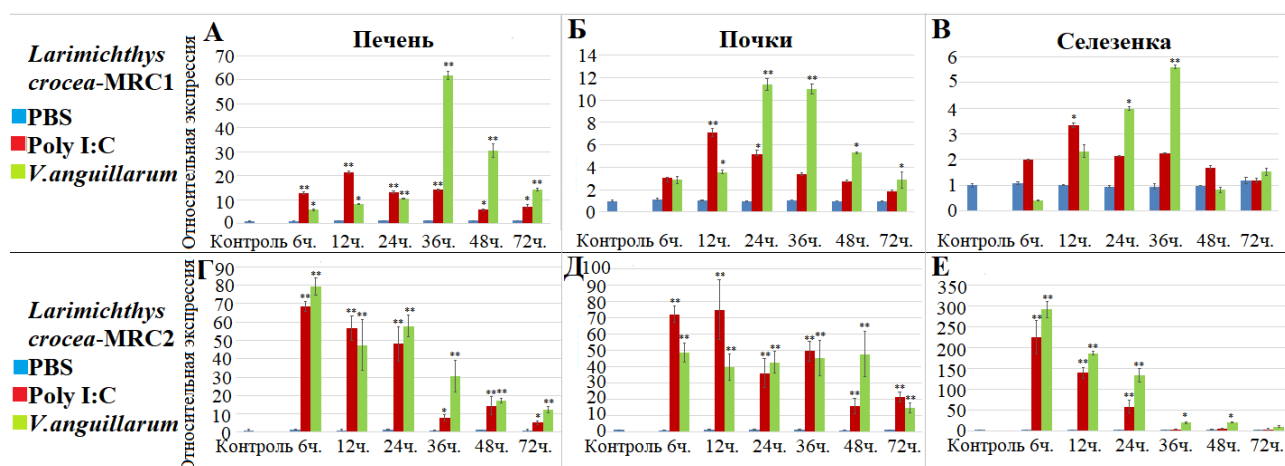 Larimichthys
crocea-MRC1
PBS
Poly I:C
V.anguillarum
Относительная экспрессия
А
Печень
70
60
50
40
30
20
10
0
** * ** * ** ** ** ** ** * **
Контроль 6ч. 12ч. 24ч. 36ч. 48ч. 72ч.
Б
Почки
14
12
10
8
6
4
2
0
** * * ** ** * *
Контроль 6ч. 12ч. 24ч. 36ч. 48ч. 72ч.
В
Селезенка
6
5
4
3
2
1
0
* * **
Контроль 6ч. 12ч. 24ч. 36ч. 48ч. 72ч.
Larimichthys
crocea-MRC2
PBS
Poly I:C
V.anguillarum
Относительная экспрессия
Г
90
80
70
60
50
40
30
20
10
0
** ** ** ** ** ** * ** ** ** * **
Контроль 6ч. 12ч. 24ч. 36ч. 48ч. 72ч.
Д
100
90
80
70
60
50
40
30
20
10
0
** ** ** ** ** ** ** ** ** ** ** **
Контроль 6ч. 12ч. 24ч. 36ч. 48ч. 72ч.
Е
350
300
250
200
150
100
50
0
** ** ** ** ** ** * *
Контроль 6ч. 12ч. 24ч. 36ч. 48ч. 72ч.